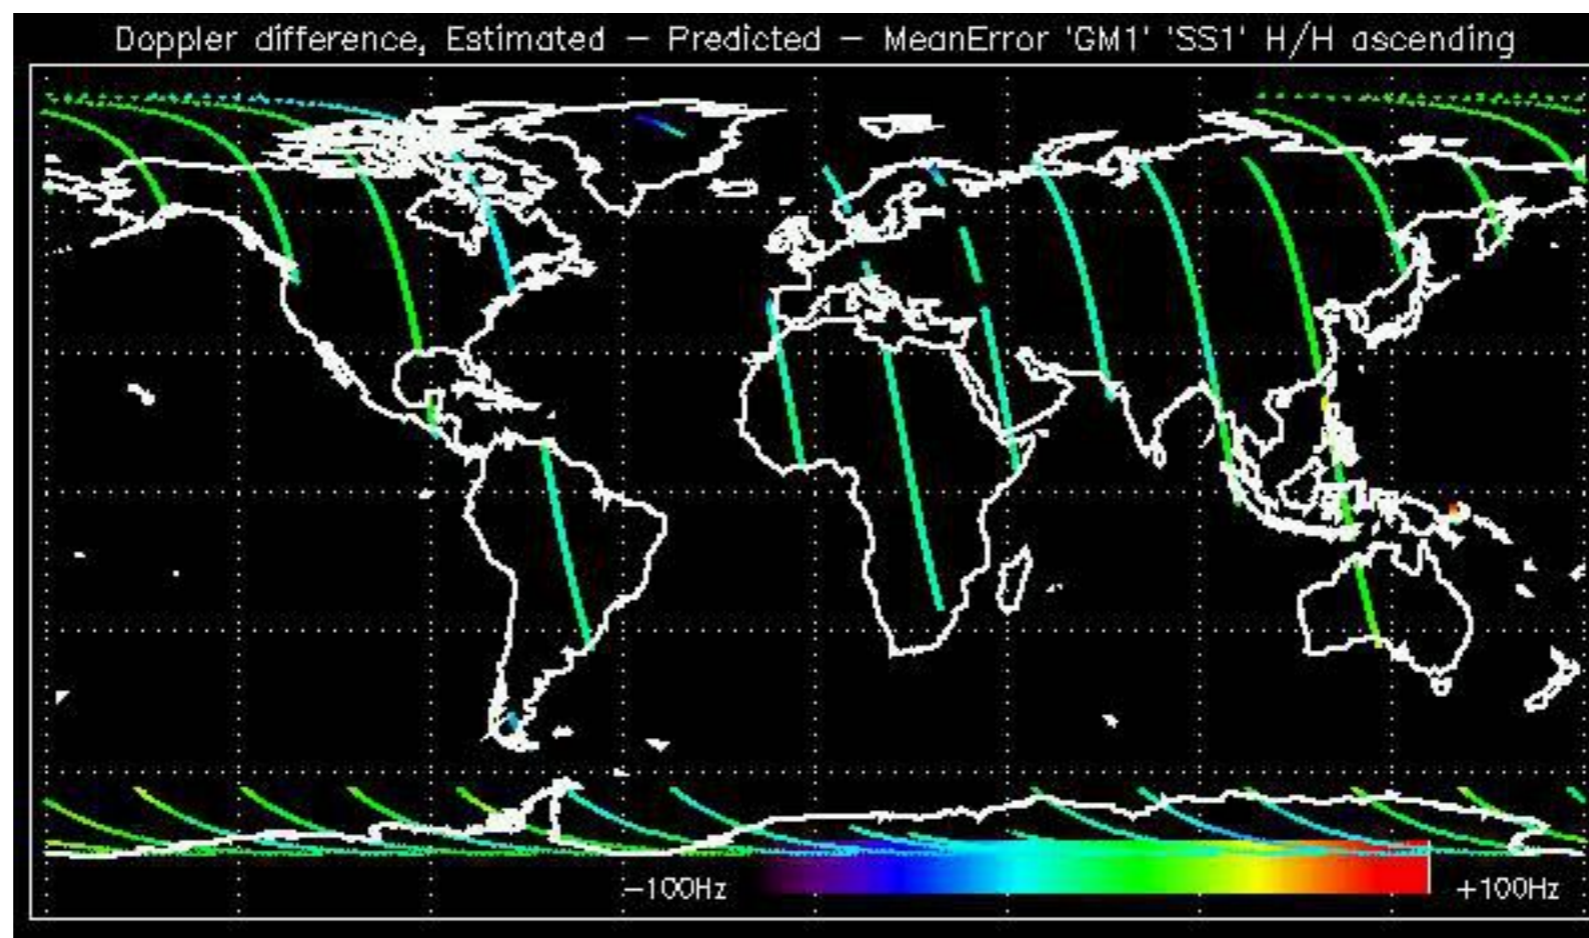 Doppler difference, Estimated – Predicted – MeanError 'GM1' 'SS1' H/H ascending
–100Hz
+100Hz